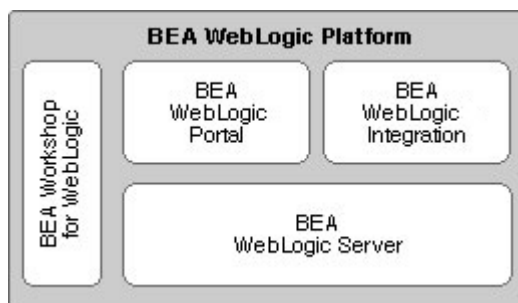 BEA WebLogic Platform
BEA Workshop
for WebLogic
BEA
WebLogic
Portal
BEA
WebLogic
Integration
BEA
WebLogic Server